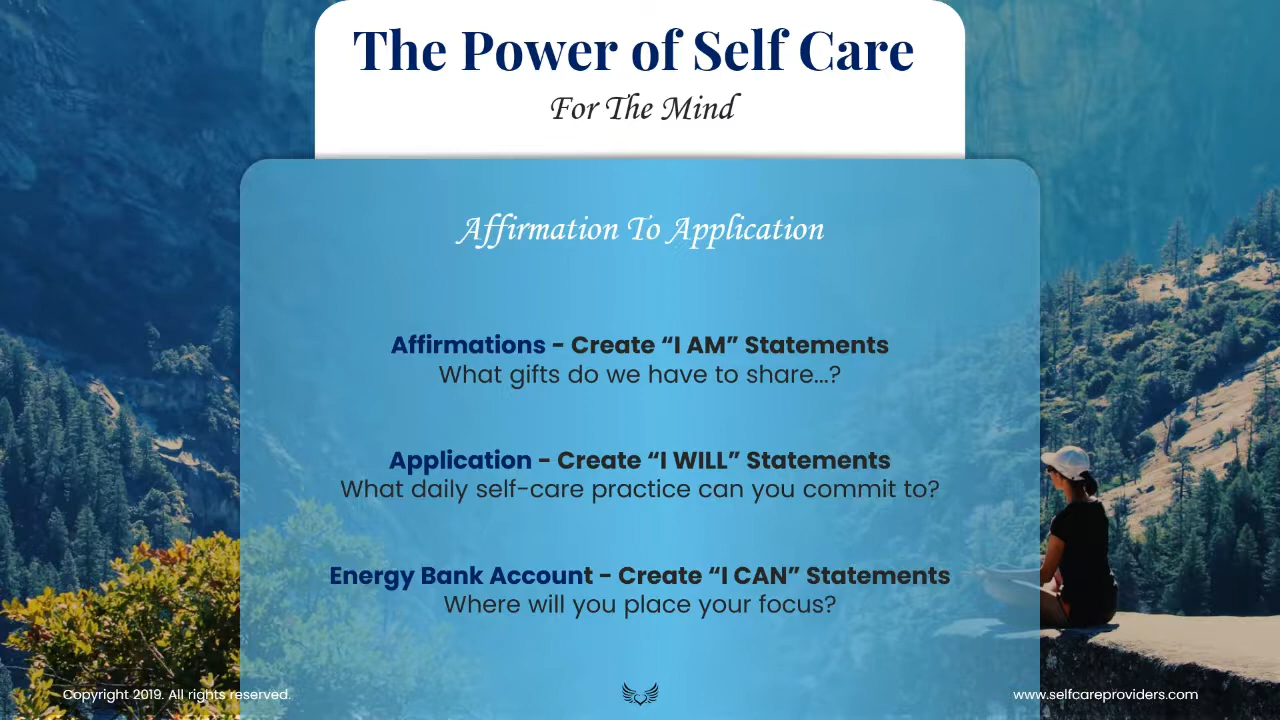 The Power of Self Care
For The Mind
Affirmation To Application
Affirmations - Create “I AM” Statements
What gifts do we have to share...?
Application - Create “I WILL” Statements
What daily self-care practice can you commit to?
Energy Bank Account - Create “I CAN” Statements
Where will you place your focus?
Copyright 2019. All rights reserved.
www.selfcareproviders.com